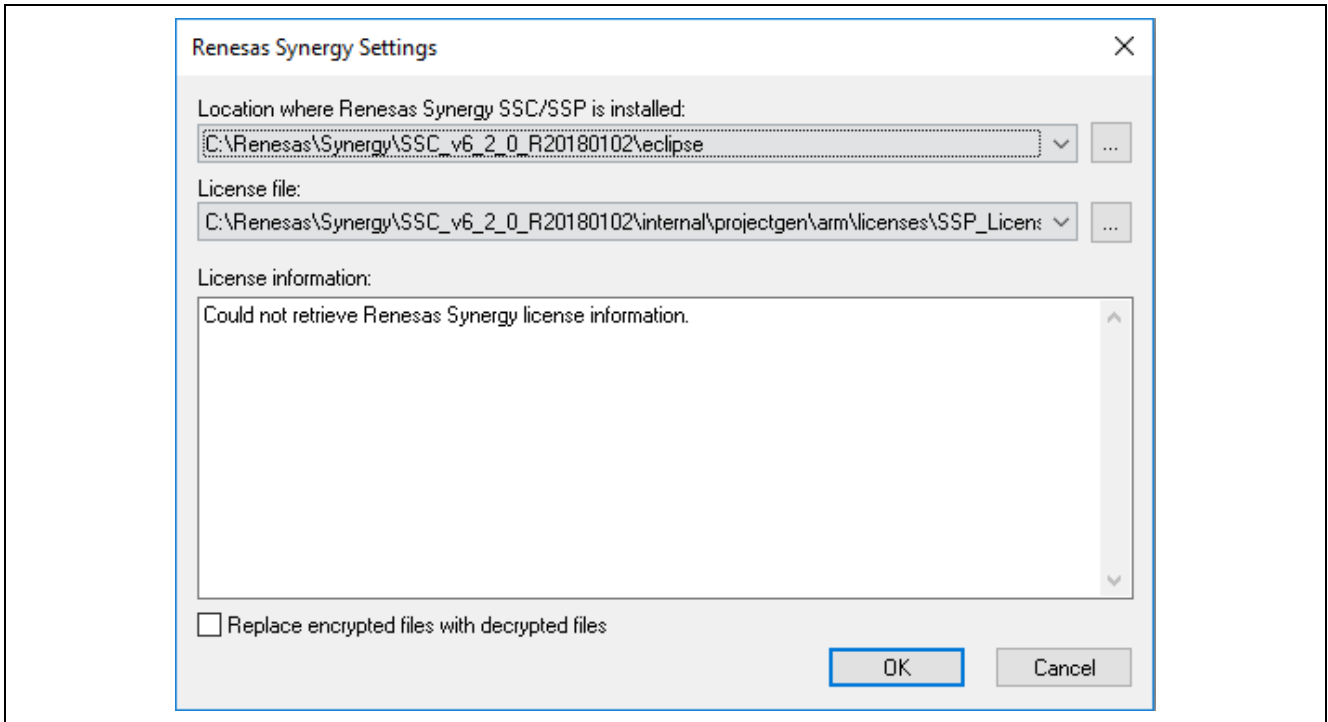 Renesas Synergy Settings
Location where Renesas Synergy SSC/SSP is installed:
C:\Renesas\Synergy\SSC_v6_2_0_R20180102\eclipse
...
License file:
C:\Renesas\Synergy\SSC_v6_2_0_R20180102\internal\projectgen\arm\licenses\SSP_Licens
...
License information:
Could not retrieve Renesas Synergy license information.
Replace encrypted files with decrypted files
OK
Cancel